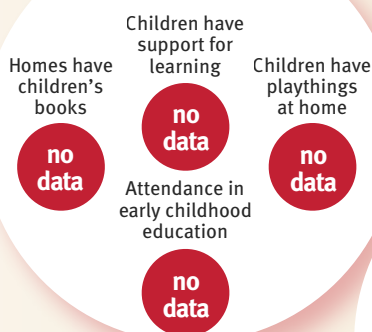 Children have
support for
learning
no
data
Homes have
children's
books
no
data
Children have
playthings
at home
no
data
Attendance in
early childhood
education
no
data